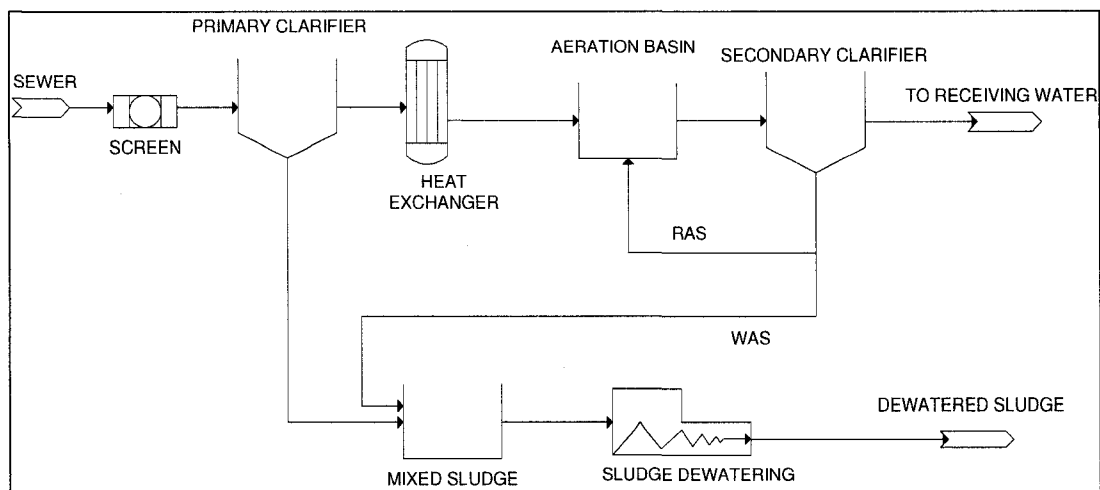 PRIMARY CLARIFIER
AERATION BASIN
SECONDARY CLARIFIER
SEWER
TO RECEIVING WATER
SCREEN
HEAT
EXCHANGER
RAS
WAS
DEWATERED SLUDGE
MIXED SLUDGE
SLUDGE DEWATERING